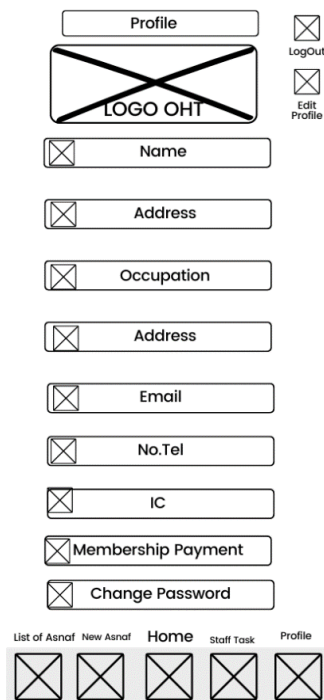 Profile
LogOut
LOGO OHT
Edit
Profile
Name
Address
Occupation
Address
Email
No.Tel
IC
Membership Payment
Change Password
List of Asnaf New Asnaf Home Staff Task Profile